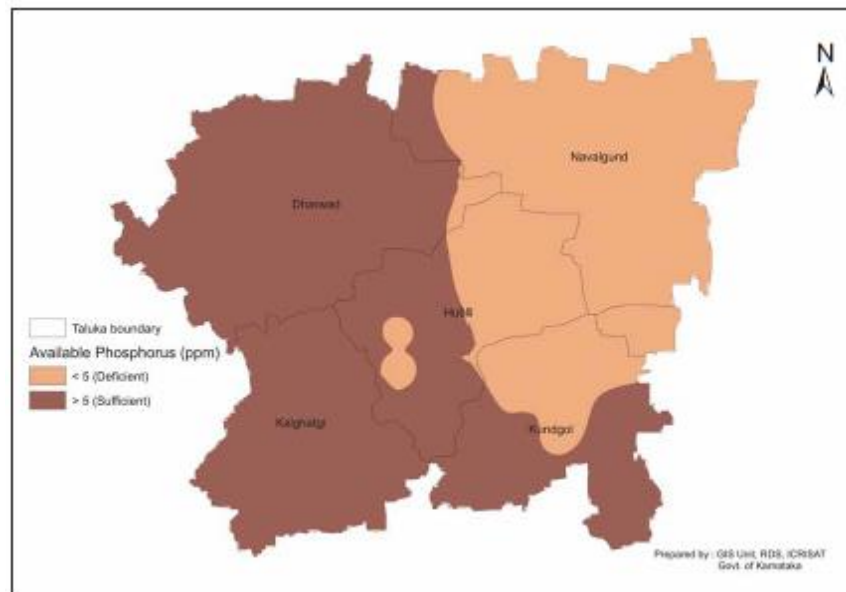 N
Navalgund
Dharwad
Hubli
Taluka boundary
Available Phosphorus (ppm)
< 5 (Deficient)
> 5 (Sufficient)
Kalghatgi
Kundgol
Prepared by : GIS Unit, RDS, ICRISAT
Govt. of Karnataka